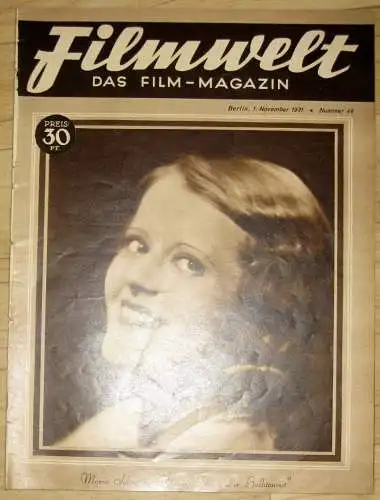 Filmwelt
DAS FILM-MAGAZIN
Berlin, 1. November 1931 • Nummer 44
PREIS:
30
PF.